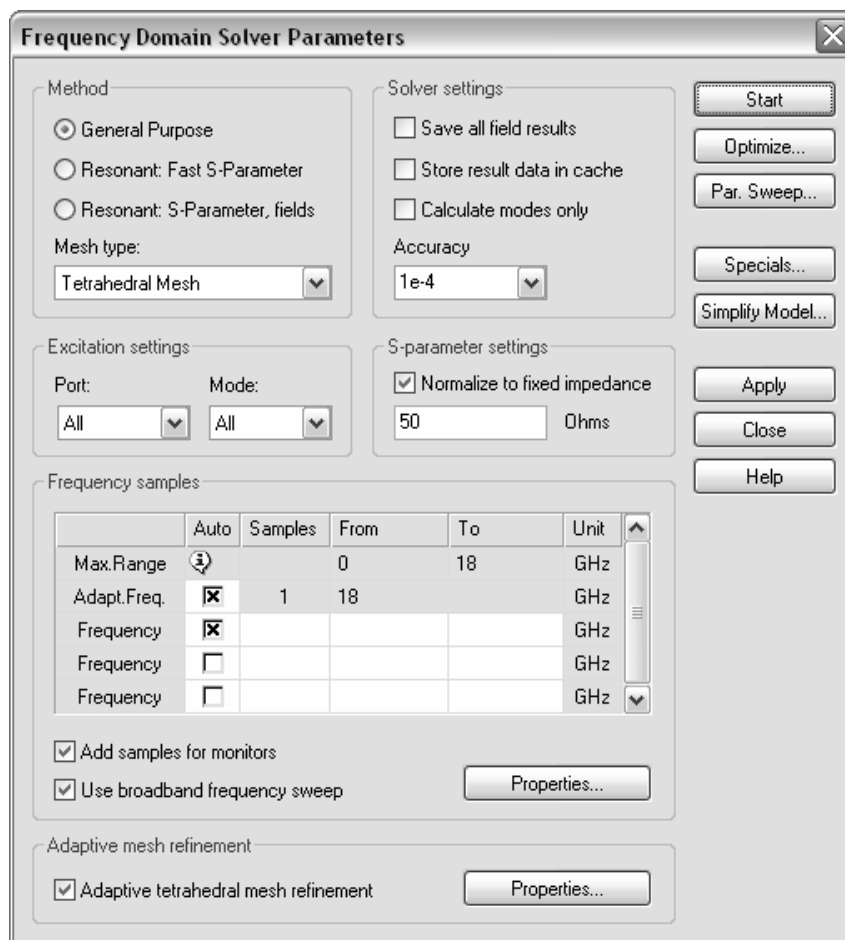 Frequency Domain Solver Parameters
Method
General Purpose
Resonant: Fast S-Parameter
Resonant: S-Parameter, fields
Mesh type:
Tetrahedral Mesh
Solver settings
Save all field results
Store result data in cache
Calculate modes only
Accuracy
1e-4
Start
Optimize...
Par. Sweep...
Specials...
Simplify Model...
Apply
Close
Help
Excitation settings
Port: Mode:
All All
S-parameter settings
Normalize to fixed impedance
50 Ohms
Frequency samples
Auto Samples From To Unit
Max.Range 0 18 GHz
Adapt.Freq. 1 18 GHz
Frequency GHz
Frequency GHz
Frequency GHz
Add samples for monitors
Use broadband frequency sweep
Properties...
Adaptive mesh refinement
Adaptive tetrahedral mesh refinement
Properties...